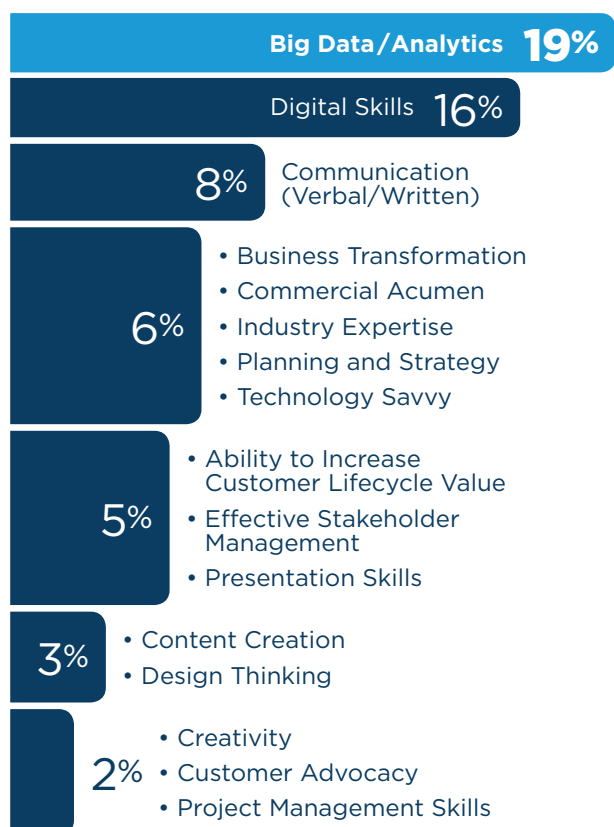 Big Data/Analytics 19%
Digital Skills 16%
8% Communication
(Verbal/Written)
6%
• Business Transformation
• Commercial Acumen
• Industry Expertise
• Planning and Strategy
• Technology Savvy
5%
• Ability to Increase
Customer Lifecycle Value
• Effective Stakeholder
Management
• Presentation Skills
3%
• Content Creation
• Design Thinking
2%
• Creativity
• Customer Advocacy
• Project Management Skills